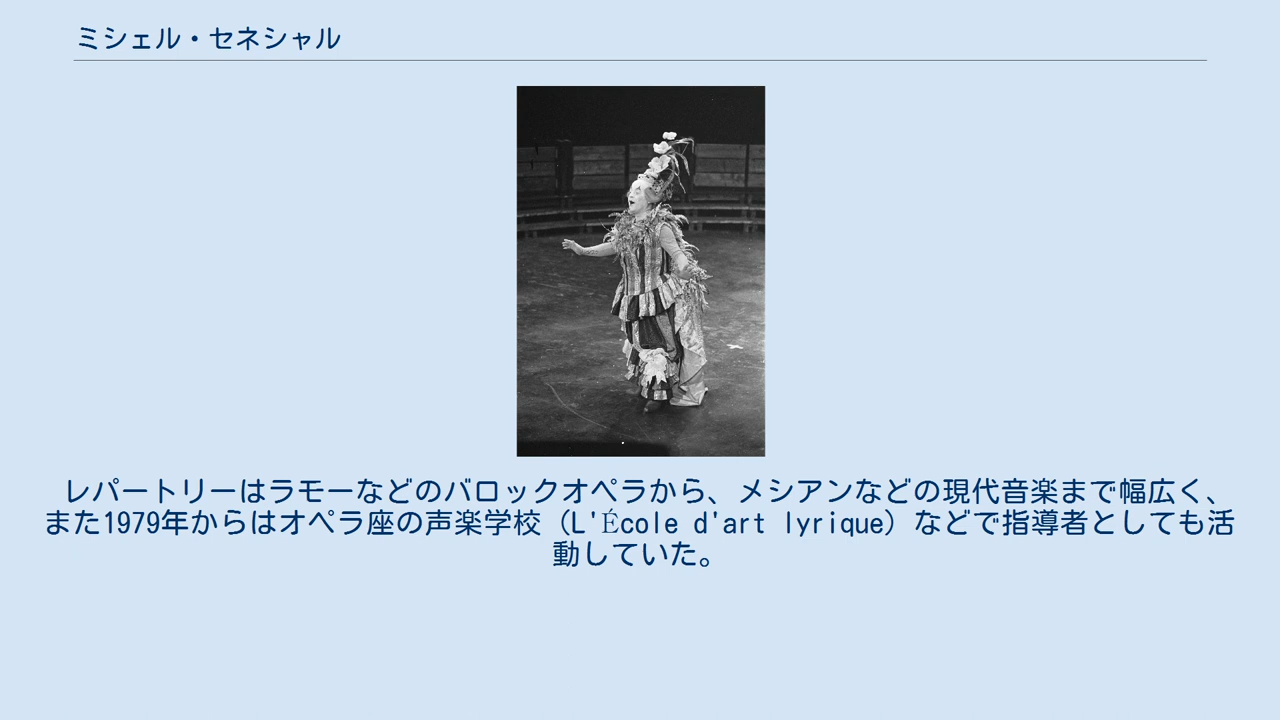 ミシェル・セネシャル
レパートリーはラモーなどのバロックオペラから、メシアンなどの現代音楽まで幅広く、
また1979年からはオペラ座の声楽学校（L'École d'art lyrique）などで指導者としても活
動していた。